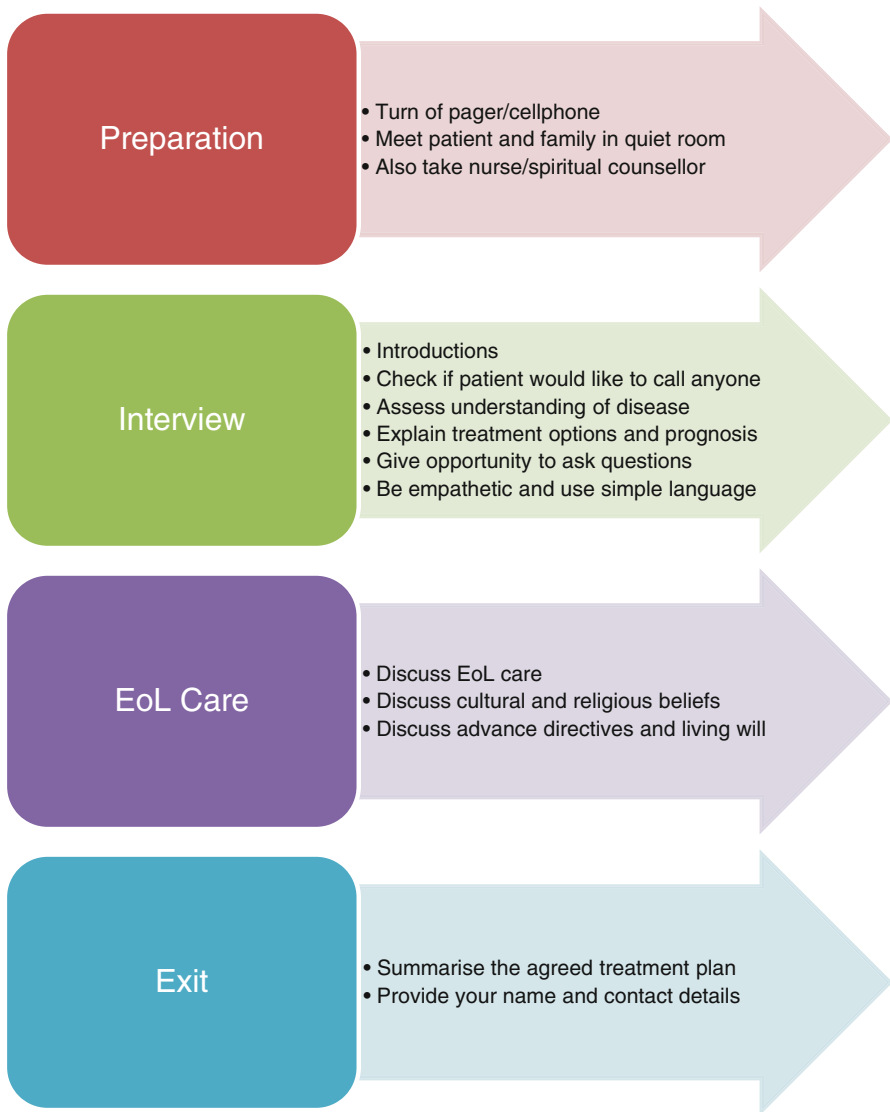 Preparation
• Turn of pager/cellphone
• Meet patient and family in quiet room
• Also take nurse/spiritual counsellor
Interview
• Introductions
• Check if patient would like to call anyone
• Assess understanding of disease
• Explain treatment options and prognosis
• Give opportunity to ask questions
• Be empathetic and use simple language
EoL Care
• Discuss EoL care
• Discuss cultural and religious beliefs
• Discuss advance directives and living will
Exit
• Summarise the agreed treatment plan
• Provide your name and contact details